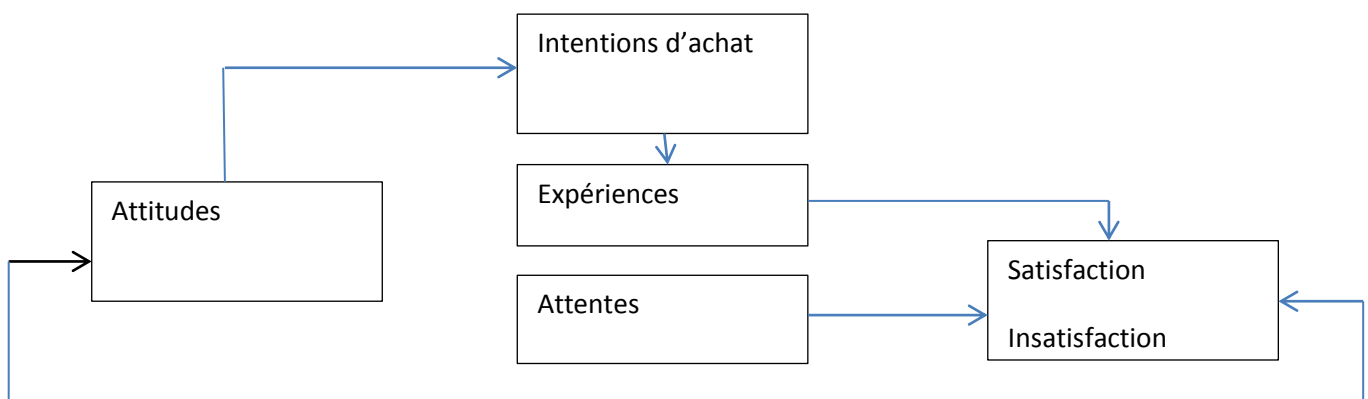 Intentions d’achat
Expériences
Attitudes
Satisfaction
Attentes
Insatisfaction